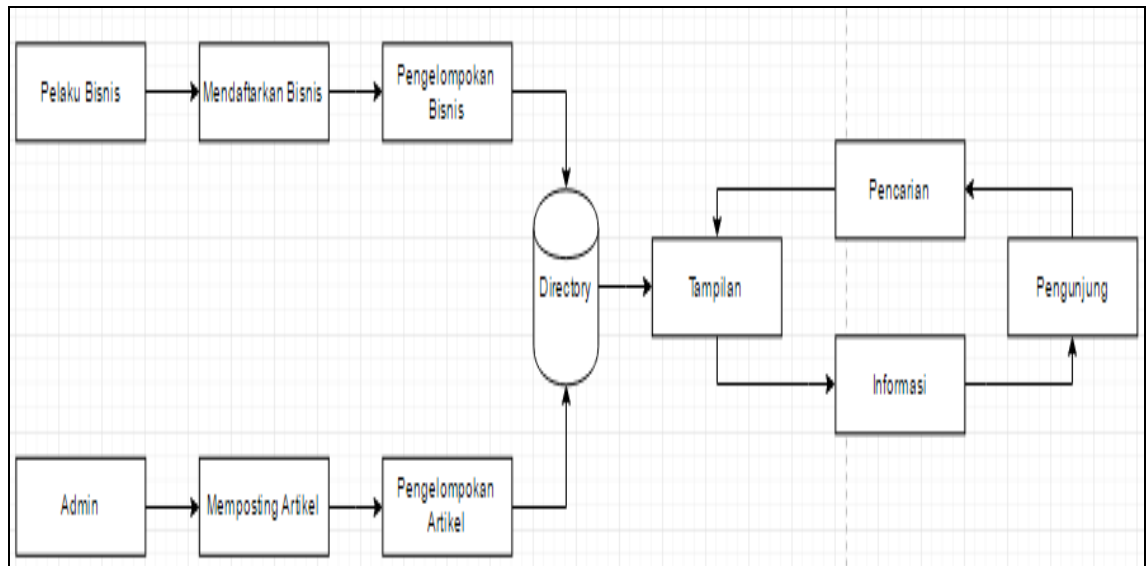 Pelaku Bisnis
Mendaftarkan Bisnis
Pengelompokan
Bisnis
Pencarian
Directory
Tampilan
Pengunjung
Informasi
Admin
Memposting Artikel
Pengelompokan
Artikel